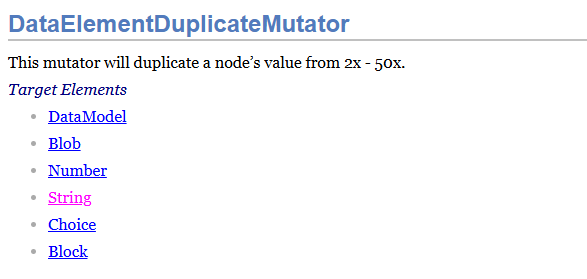 DataElementDuplicateMutator
This mutator will duplicate a node’s value from 2x - 50x.
Target Elements
DataModel
Blob
Number
String
Choice
Block